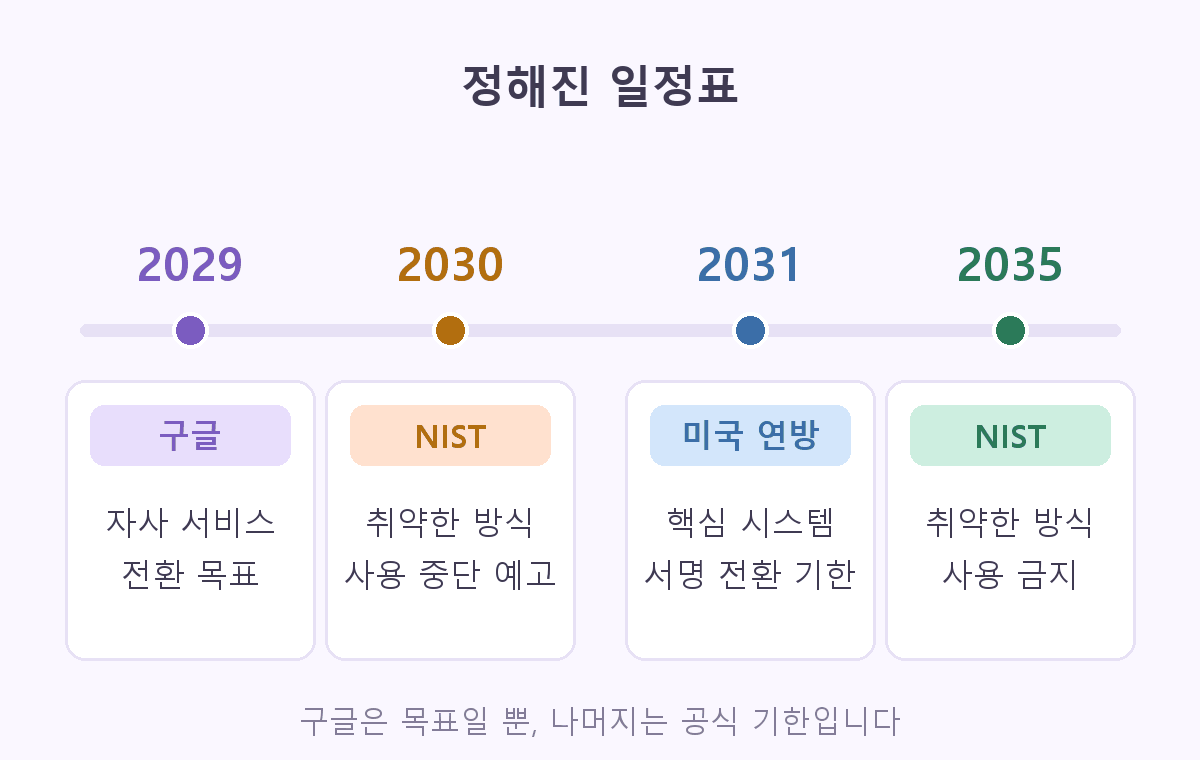 정해진 일정표
2029
2030
2031
2035
구글
NIST
미국 연방
NIST
자사 서비스
전환 목표
취약한 방식
사용 중단 예고
핵심 시스템
서명 전환 기한
취약한 방식
사용 금지
구글은 목표일 뿐, 나머지는 공식 기한입니다